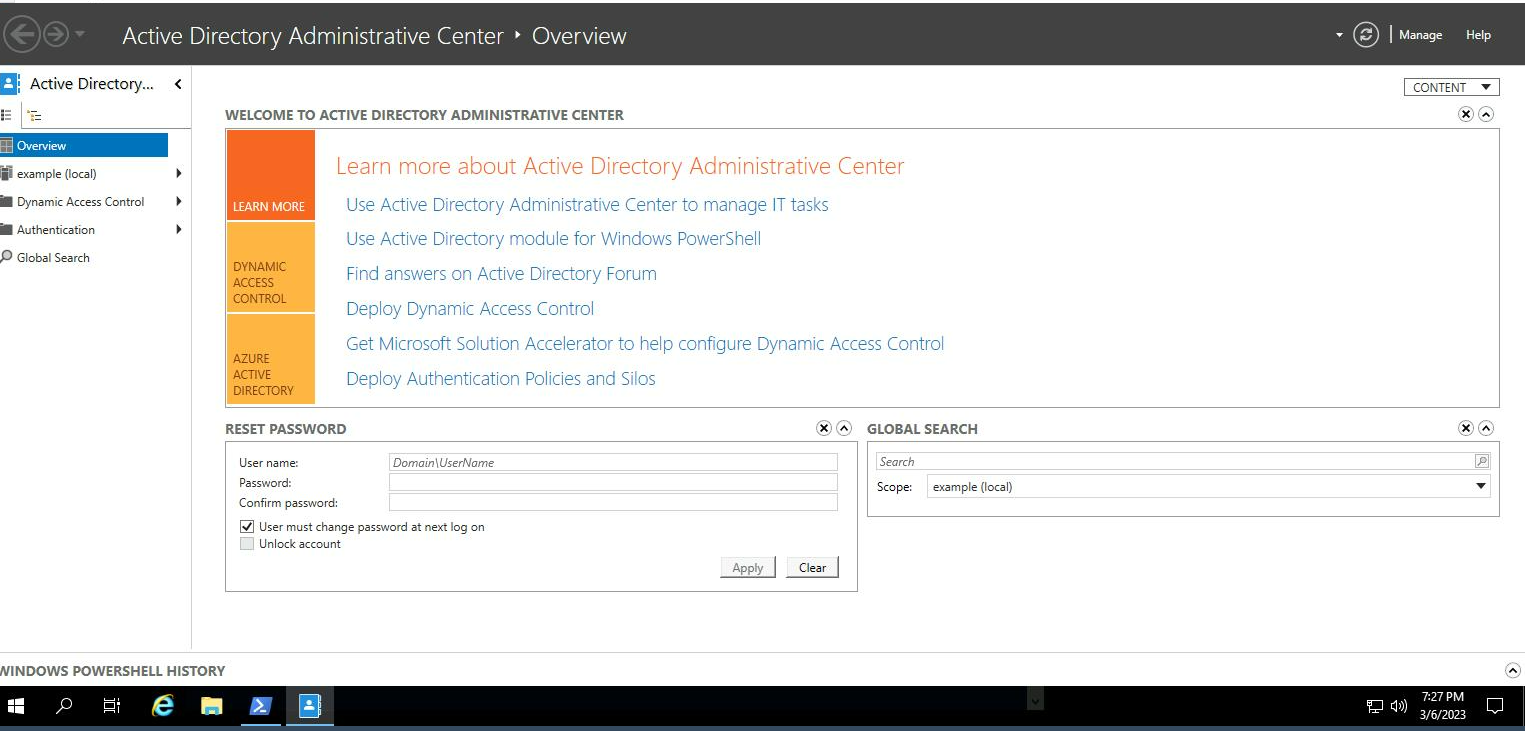 Active Directory Administrative Center • Overview
Manage
Help
Active Directory...
Overview
example (local)
Dynamic Access Control
Authentication
Global Search
CONTENT
WELCOME TO ACTIVE DIRECTORY ADMINISTRATIVE CENTER
LEARN MORE
DYNAMIC
ACCESS
CONTROL
AZURE
ACTIVE
DIRECTORY
Learn more about Active Directory Administrative Center
Use Active Directory Administrative Center to manage IT tasks
Use Active Directory module for Windows PowerShell
Find answers on Active Directory Forum
Deploy Dynamic Access Control
Get Microsoft Solution Accelerator to help configure Dynamic Access Control
Deploy Authentication Policies and Silos
RESET PASSWORD
User name:
Domain\UserName
Password:
Confirm password:
User must change password at next log on
Unlock account
Apply
Clear
GLOBAL SEARCH
Search
Scope:
example (local)
WINDOWS POWERSHELL HISTORY
7:27 PM
3/6/2023